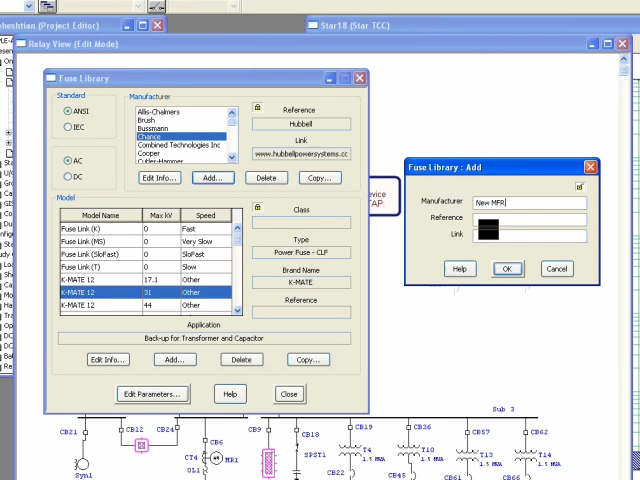 eheshtian (Project Editor)
Star18 (Star TCC)
Relay View (Edit Mode)
Fuse Library
Standard
ANSI
IEC
AC
DC
Manufacturer
Allis-Chalmers
Brush
Bussmann
Chance
Combined Technologies Inc
Cooper
Cutler-Hammer
Reference
Hubbell
Link
www.hubbellpowersystems.cc
Edit Info...
Add...
Delete
Copy...
Model
Model Name Max kV Speed
Fuse Link (K) 0 Fast
Fuse Link (MS) 0 Very Slow
Fuse Link (SloFast) 0 SloFast
Fuse Link (T) 0 Slow
K-MATE 12 17.1 Other
K-MATE 12 31 Other
K-MATE 12 44 Other
Class
Type
Power Fuse - CLF
Brand Name
K-MATE
Reference
Application
Back-up for Transformer and Capacitor
Edit Info...
Add...
Delete
Copy...
Edit Parameters...
Help
Close
evice
TAP.
Fuse Library : Add
Manufacturer New MFR
Reference
Link
Help
OK
Cancel
Sub 3
CB21
CB12
CB24
CB6
CB9
CB18
CB19
CB36
CB57
CB62
Syn1
CT4
MR1
OL1
SPST1
T4
1.5 MVA
T10
1.5 MVA
T13
1.5 MVA
T14
1.5 MVA
CB22
CB45
CB61
CB66